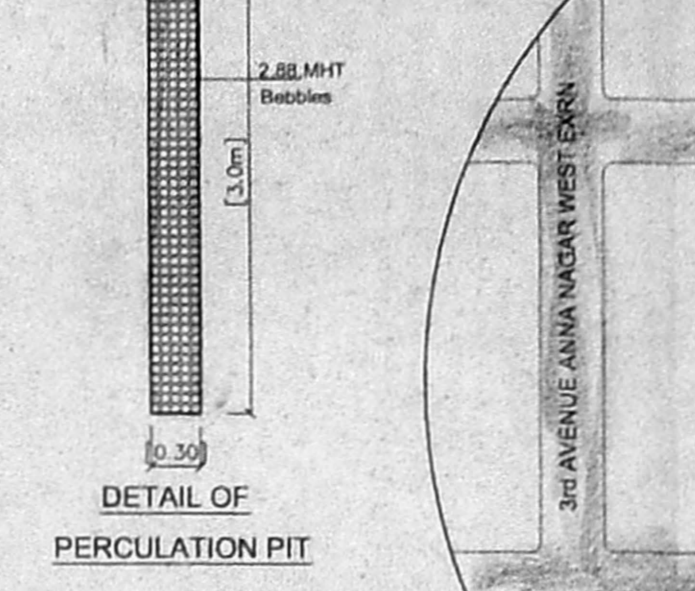 2.88.MHT
Bebbles
[3.0m]
0.30
DETAIL OF
PERCULATION PIT
3rd AVENUE ANNA NAGAR WEST EXRN